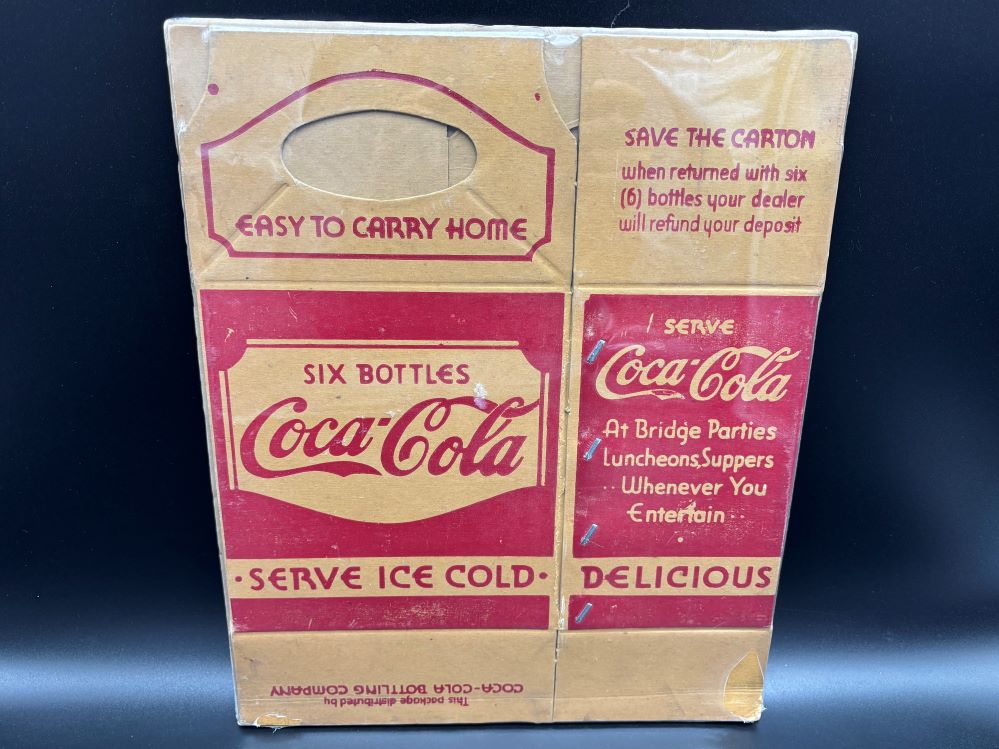 EASY TO CARRY HOME
SIX BOTTLES
Coca-Cola
·SERVE ICE COLD·
This package distributed by
COCA-COLA BOTTLING COMPANY
SAVE THE CARTON
when returned with six
(6) bottles your dealer
will refund your deposit
SERVE
Coca-Cola
At Bridge Parties
Luncheons, Suppers
··Whenever You
Entertain··
DELICIOUS